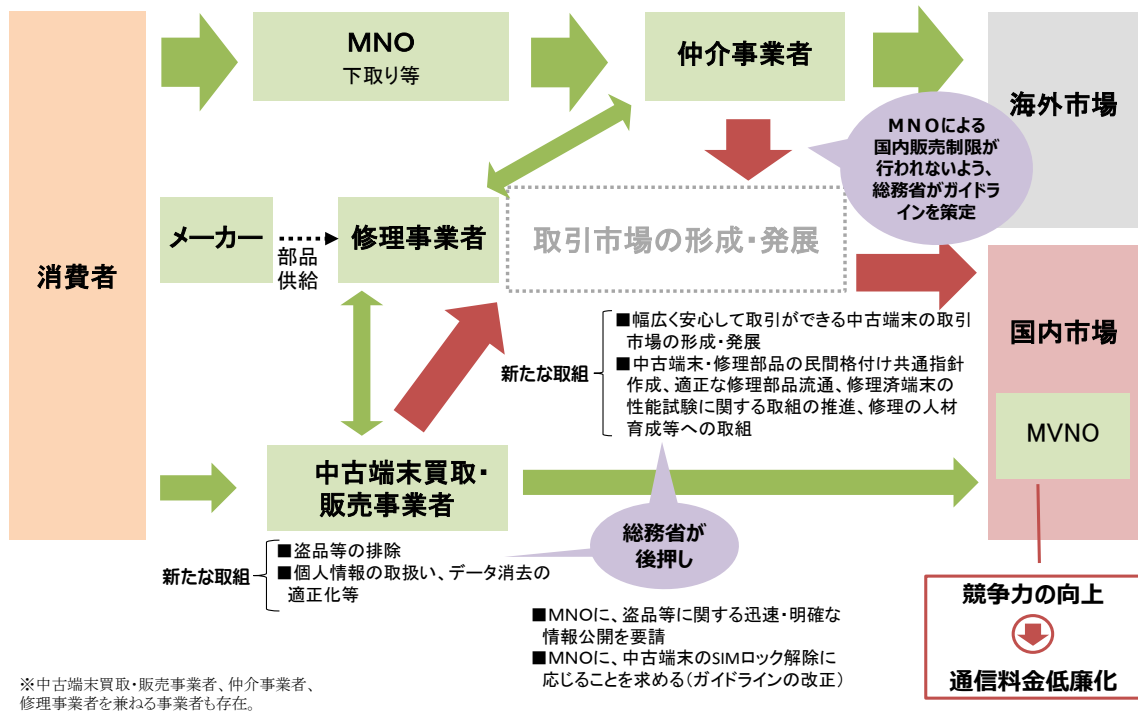 消費者
MNO
下取り等
仲介事業者
海外市場
MNOによる
国内販売制限が
行われないよう、
総務省がガイドラ
インを策定
メーカー
部品
供給
修理事業者
取引市場の形成・発展
国内市場
MVNO
新たな取組
■幅広く安心して取引ができる中古端末の取引
市場の形成・発展
■中古端末・修理部品の民間格付け共通指針
作成、適正な修理部品流通、修理済端末の
性能試験に関する取組の推進、修理の人材
育成等への取組
中古端末買取・
販売事業者
総務省が
後押し
新たな取組
■盗品等の排除
■個人情報の取扱い、データ消去の
適正化等
■MNOに、盗品等に関する迅速・明確な
情報公開を要請
■MNOに、中古端末のSIMロック解除に
応じることを求める(ガイドラインの改正)
競争力の向上
通信料金低廉化
※中古端末買取・販売事業者、仲介事業者、
修理事業者を兼ねる事業者も存在。